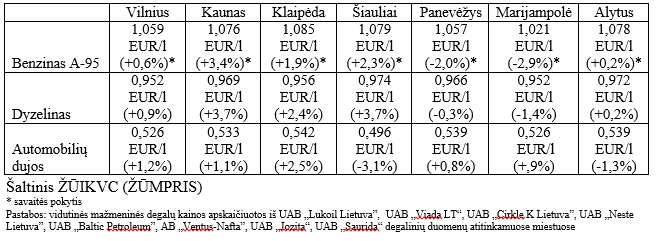 Vilnius Kaunas Klaipėda Šiauliai Panevėžys Marijampolė Alytus
1,059 1,076 1,085 1,079 1,057 1,021 1,078
EUR/l EUR/l EUR/l EUR/l EUR/l EUR/l EUR/l
Benzinas A-95 (+0,6%)* (+3,4%)* (+1,9%)* (+2,3%)* (-2,0%)* (-2,9%)* (+0,2%)*
0,952 0,969 0,956 0,974 0,966 0,952 0,972
EUR/l EUR/l EUR/l EUR/l EUR/l EUR/l EUR/l
Dyzelinas (+0,9%) (+3,7%) (+2,4%) (+3,7%) (-0,3%) (-1,4%) (+0,2%)
0,526 0,533 0,542 0,496 0,539 0,526 0,539
Automobilių EUR/l EUR/l EUR/l EUR/l EUR/l EUR/l EUR/l
dujos (+1,2%) (+1,1%) (+2,5%) (-3,1%) (+0,8%) (+,9%) (-1,3%)
Šaltinis ŽŪIKVC (ŽŪMPRIS)
* savaitės pokytis
Pastabos: vidutinės mažmeninės degalų kainos apskaičiuotos iš UAB „Lukoil Lietuva”, UAB „Viada LT“, UAB „Cirkle K Lietuva”, UAB „Neste
Lietuva”, UAB „Baltic Petroleum”, AB „Ventus-Nafta”, UAB „Jozita”, UAB „Saurida” degalinių duomenų atitinkamuose miestuose